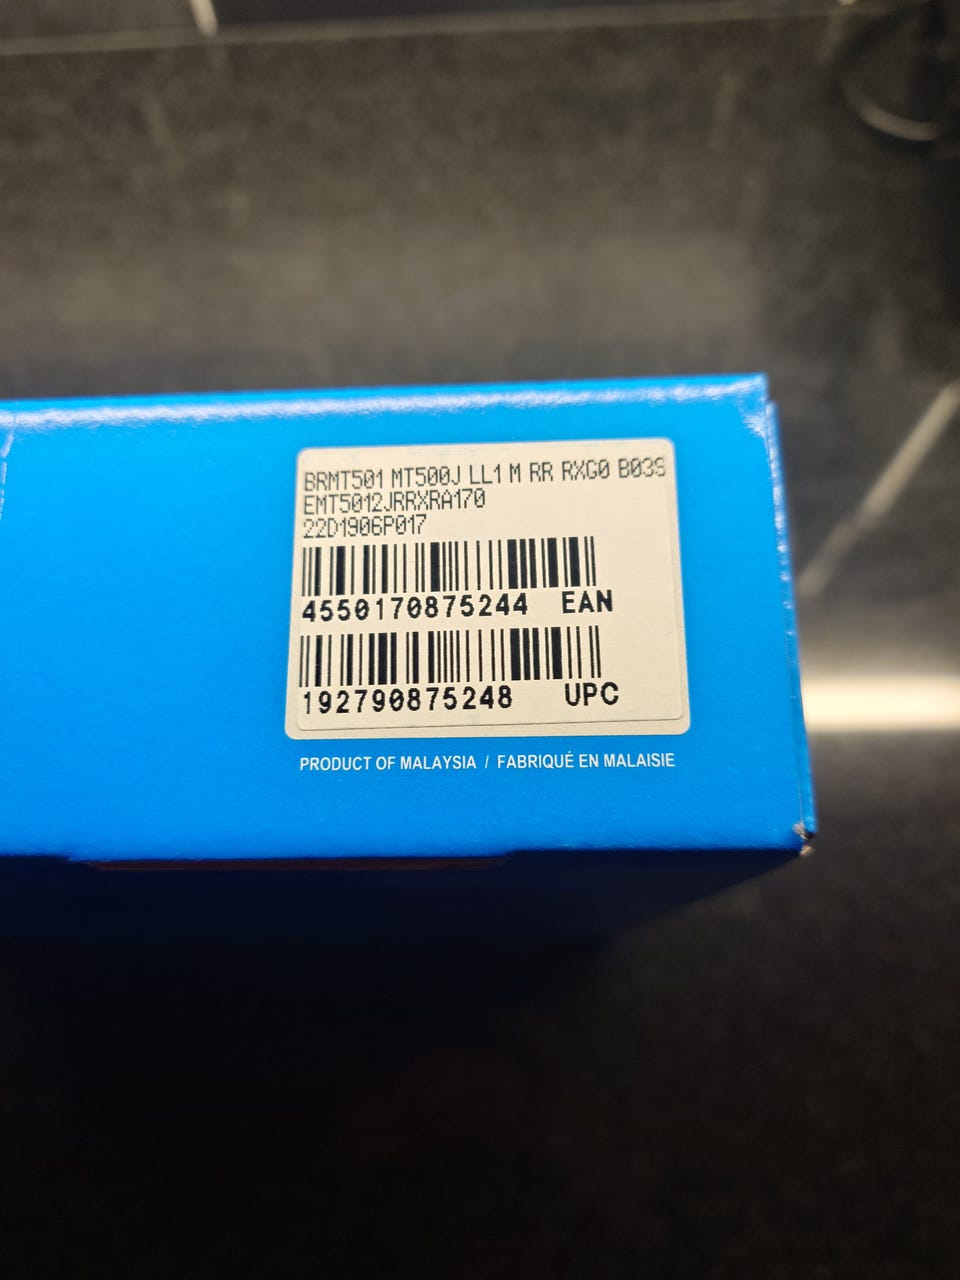 BRMT501 MT500J LL1 M RR RXG0 B03S
EMT5012JRRXRA170
22D1906P017
4550170875244 EAN
192790875248 UPC
PRODUCT OF MALAYSIA / FABRIQUÉ EN MALAISIE